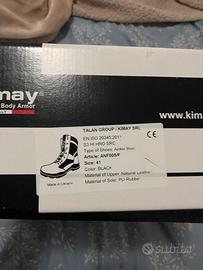 may
Body Armor
www.kima
TALAN GROUP / KIMAY SRL
EN ISO 20345:2011
S3 HI HRO SRC
Type of Shoes: Ankle Boot
Article: ANF005/F
Size: 41
Color: BLACK
Material of Upper: Natural Leather
Material of Sole: PU-Rubber
Made in Ukraine
subito